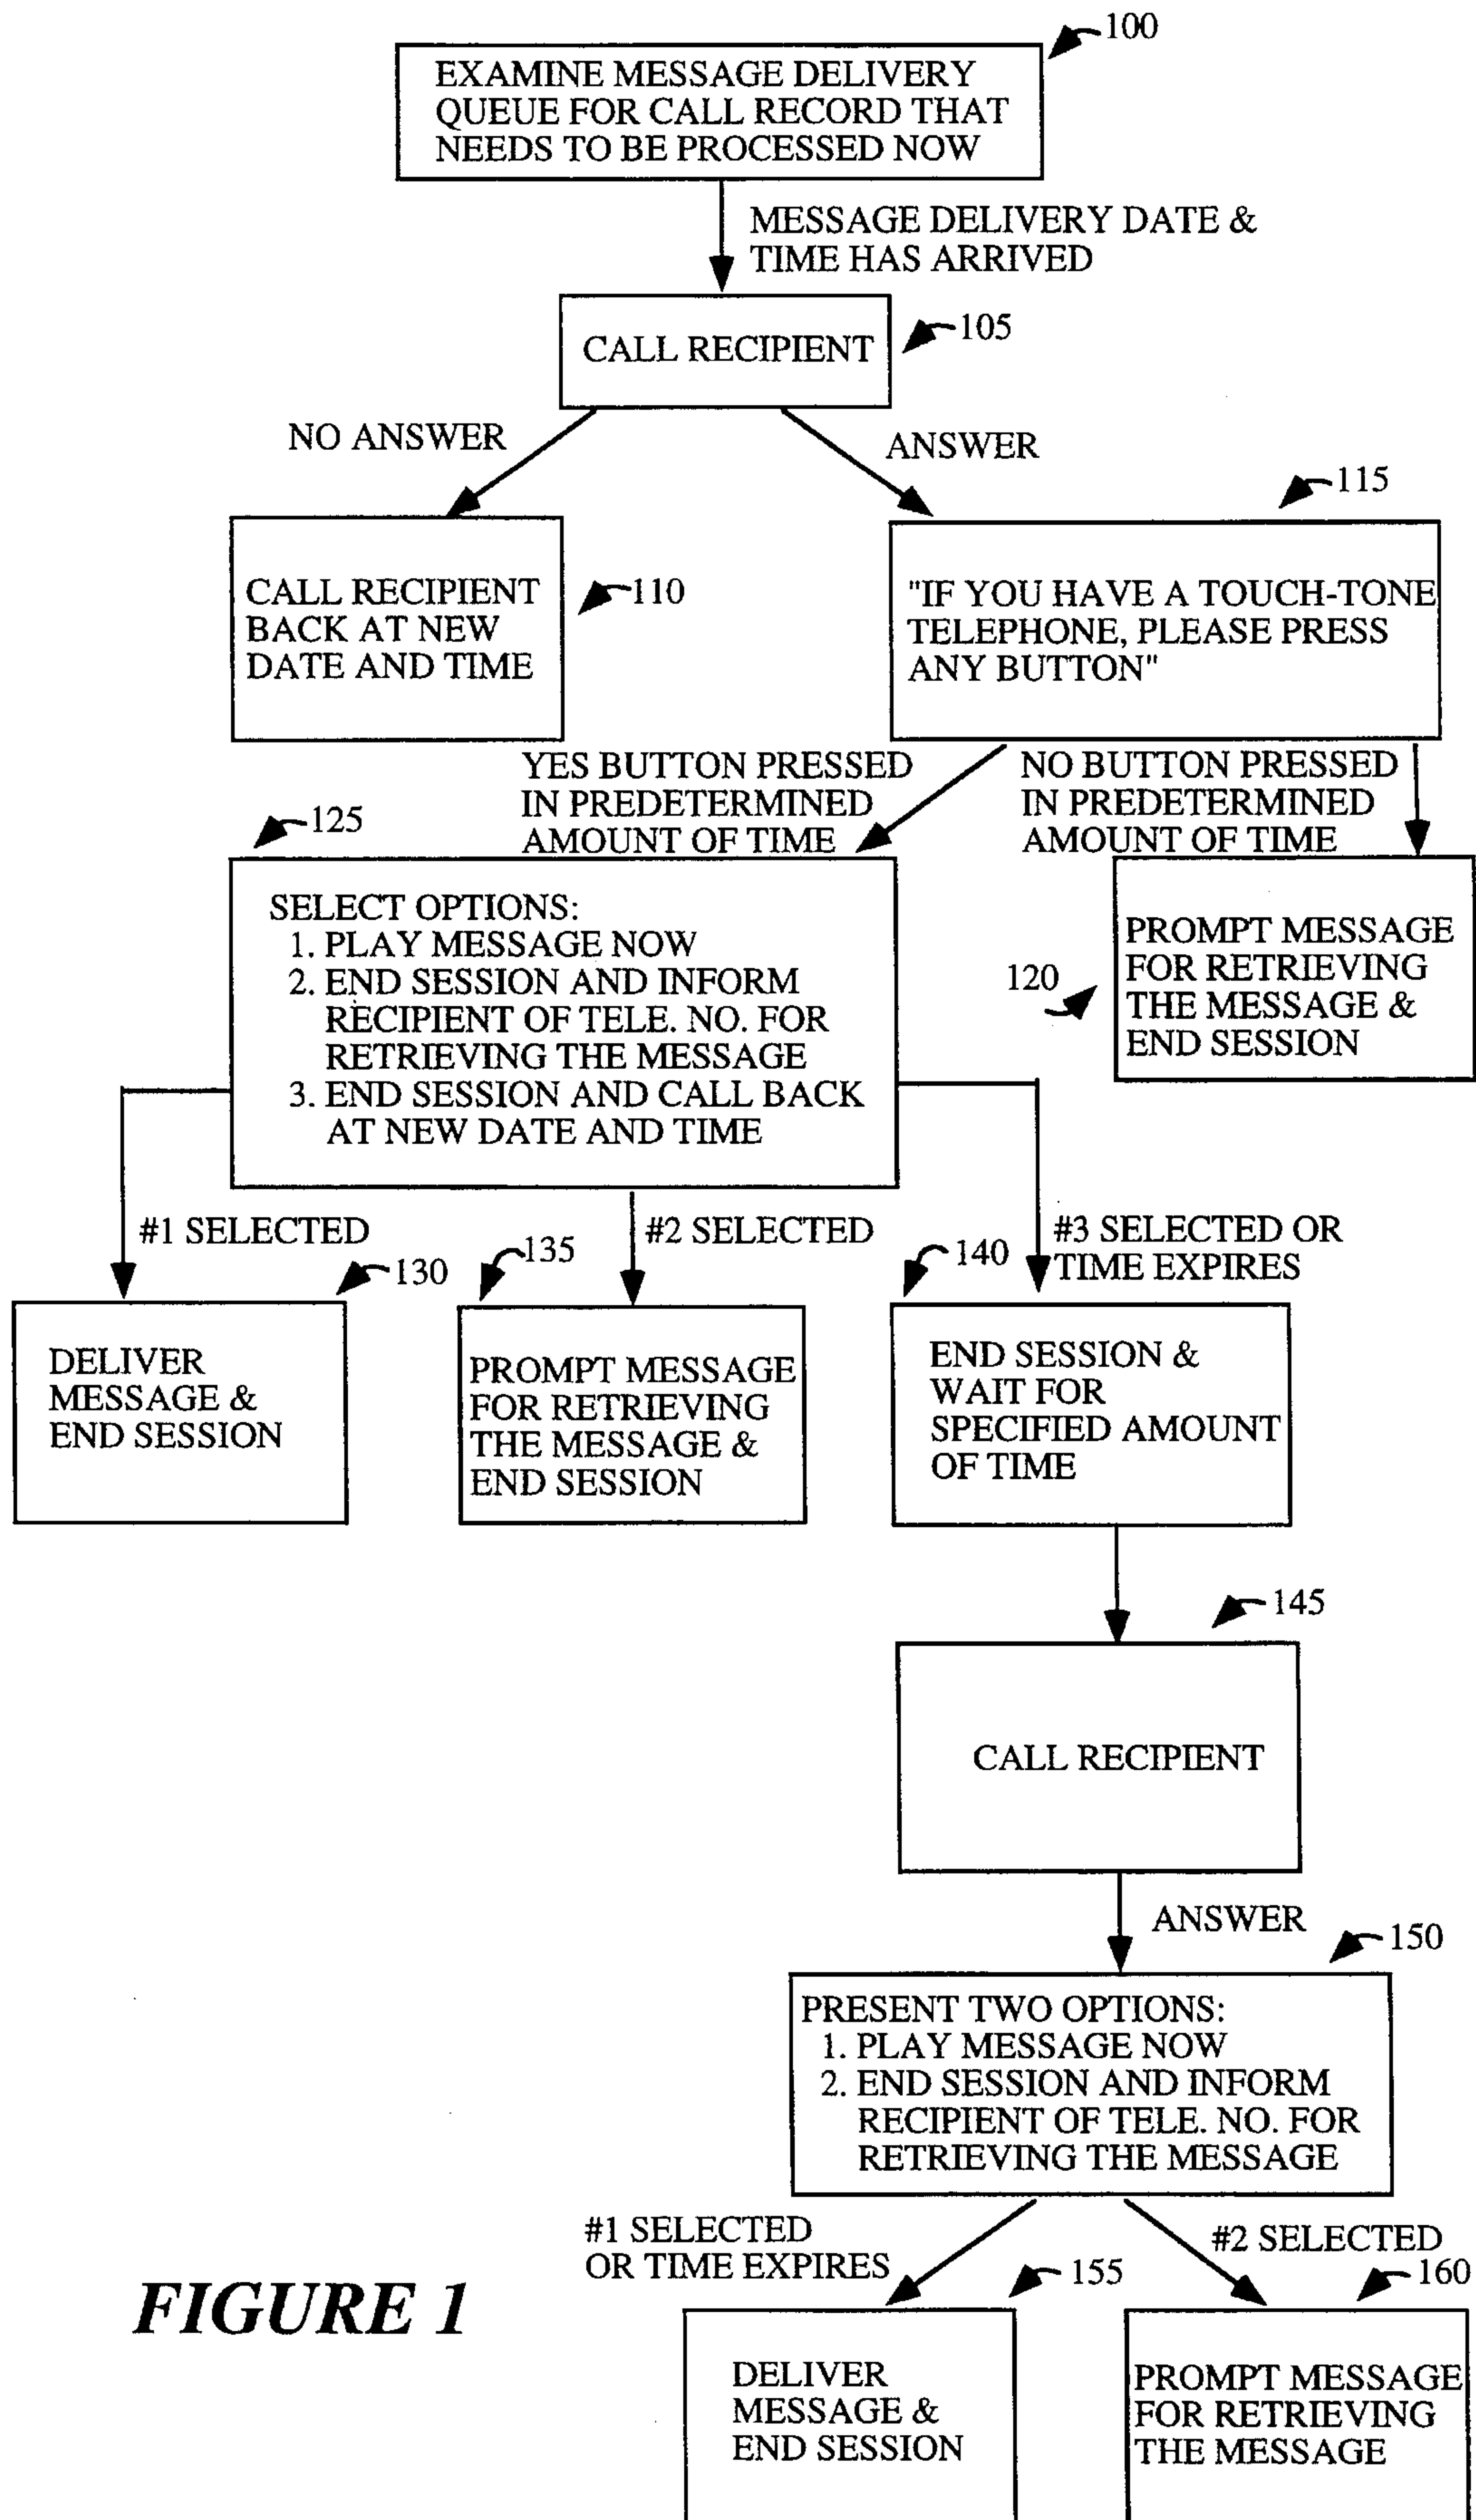 100
EXAMINE MESSAGE DELIVERY
QUEUE FOR CALL RECORD THAT
NEEDS TO BE PROCESSED NOW
MESSAGE DELIVERY DATE &
TIME HAS ARRIVED
CALL RECIPIENT
105
NO ANSWER
ANSWER
115
CALL RECIPIENT
BACK AT NEW
DATE AND TIME
110
"IF YOU HAVE A TOUCH-TONE
TELEPHONE, PLEASE PRESS
ANY BUTTON"
YES BUTTON PRESSED
IN PREDETERMINED
AMOUNT OF TIME
NO BUTTON PRESSED
IN PREDETERMINED
AMOUNT OF TIME
125
SELECT OPTIONS:
1. PLAY MESSAGE NOW
2. END SESSION AND INFORM
RECIPIENT OF TELE. NO. FOR
RETRIEVING THE MESSAGE
3. END SESSION AND CALL BACK
AT NEW DATE AND TIME
120
PROMPT MESSAGE
FOR RETRIEVING
THE MESSAGE &
END SESSION
#1 SELECTED
130
135
#2 SELECTED
140
#3 SELECTED OR
TIME EXPIRES
DELIVER
MESSAGE &
END SESSION
PROMPT MESSAGE
FOR RETRIEVING
THE MESSAGE &
END SESSION
END SESSION &
WAIT FOR
SPECIFIED AMOUNT
OF TIME
145
CALL RECIPIENT
ANSWER
150
PRESENT TWO OPTIONS:
1. PLAY MESSAGE NOW
2. END SESSION AND INFORM
RECIPIENT OF TELE. NO. FOR
RETRIEVING THE MESSAGE
#1 SELECTED
OR TIME EXPIRES
155
#2 SELECTED
160
FIGURE 1
DELIVER
MESSAGE &
END SESSION
PROMPT MESSAGE
FOR RETRIEVING
THE MESSAGE